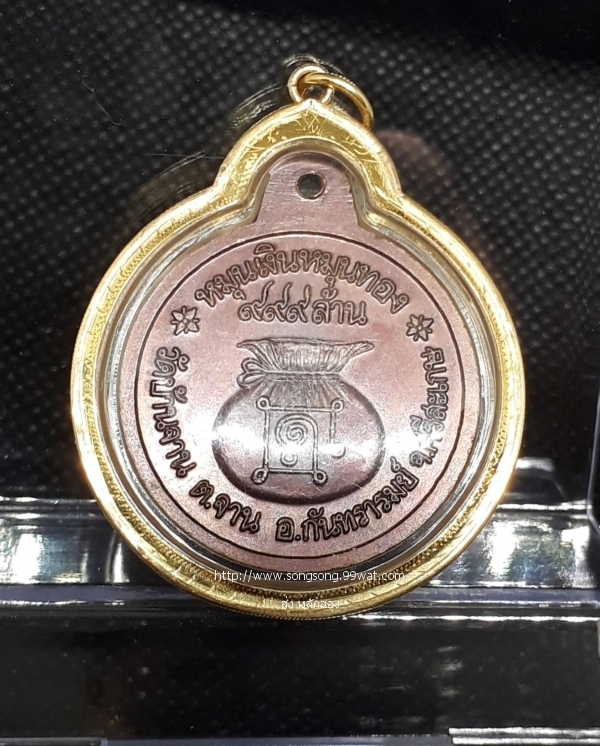 หมุนเงินหมุนทอง
๙๙๙ล้าน
วัดบ้านจาน ต.จาน อ.กันทรารมย์ จ.ศรีสะเกษ
http://www.songsong.99wat.com